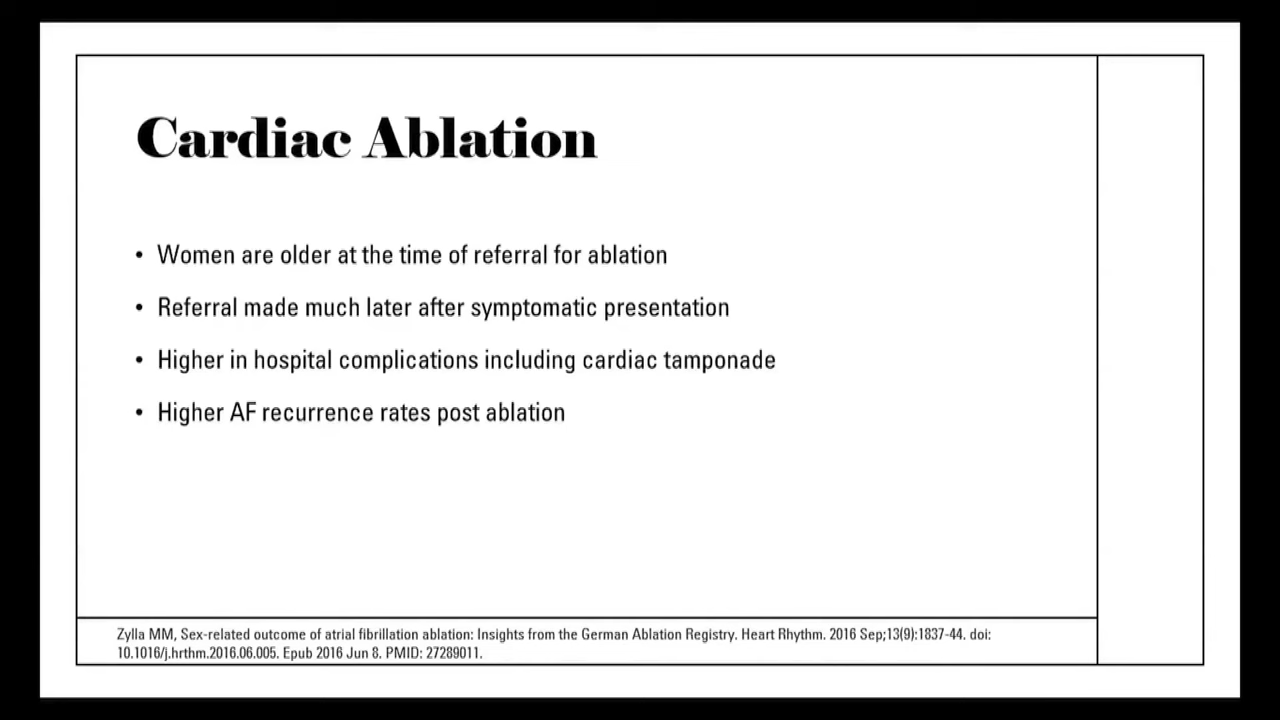 Cardiac Ablation
• Women are older at the time of referral for ablation
• Referral made much later after symptomatic presentation
• Higher in hospital complications including cardiac tamponade
• Higher AF recurrence rates post ablation
Zylla MM, Sex-related outcome of atrial fibrillation ablation: Insights from the German Ablation Registry. Heart Rhythm. 2016 Sep;13(9):1837-44. doi:
10.1016/j.hrthm.2016.06.005. Epub 2016 Jun 8. PMID: 27289011.